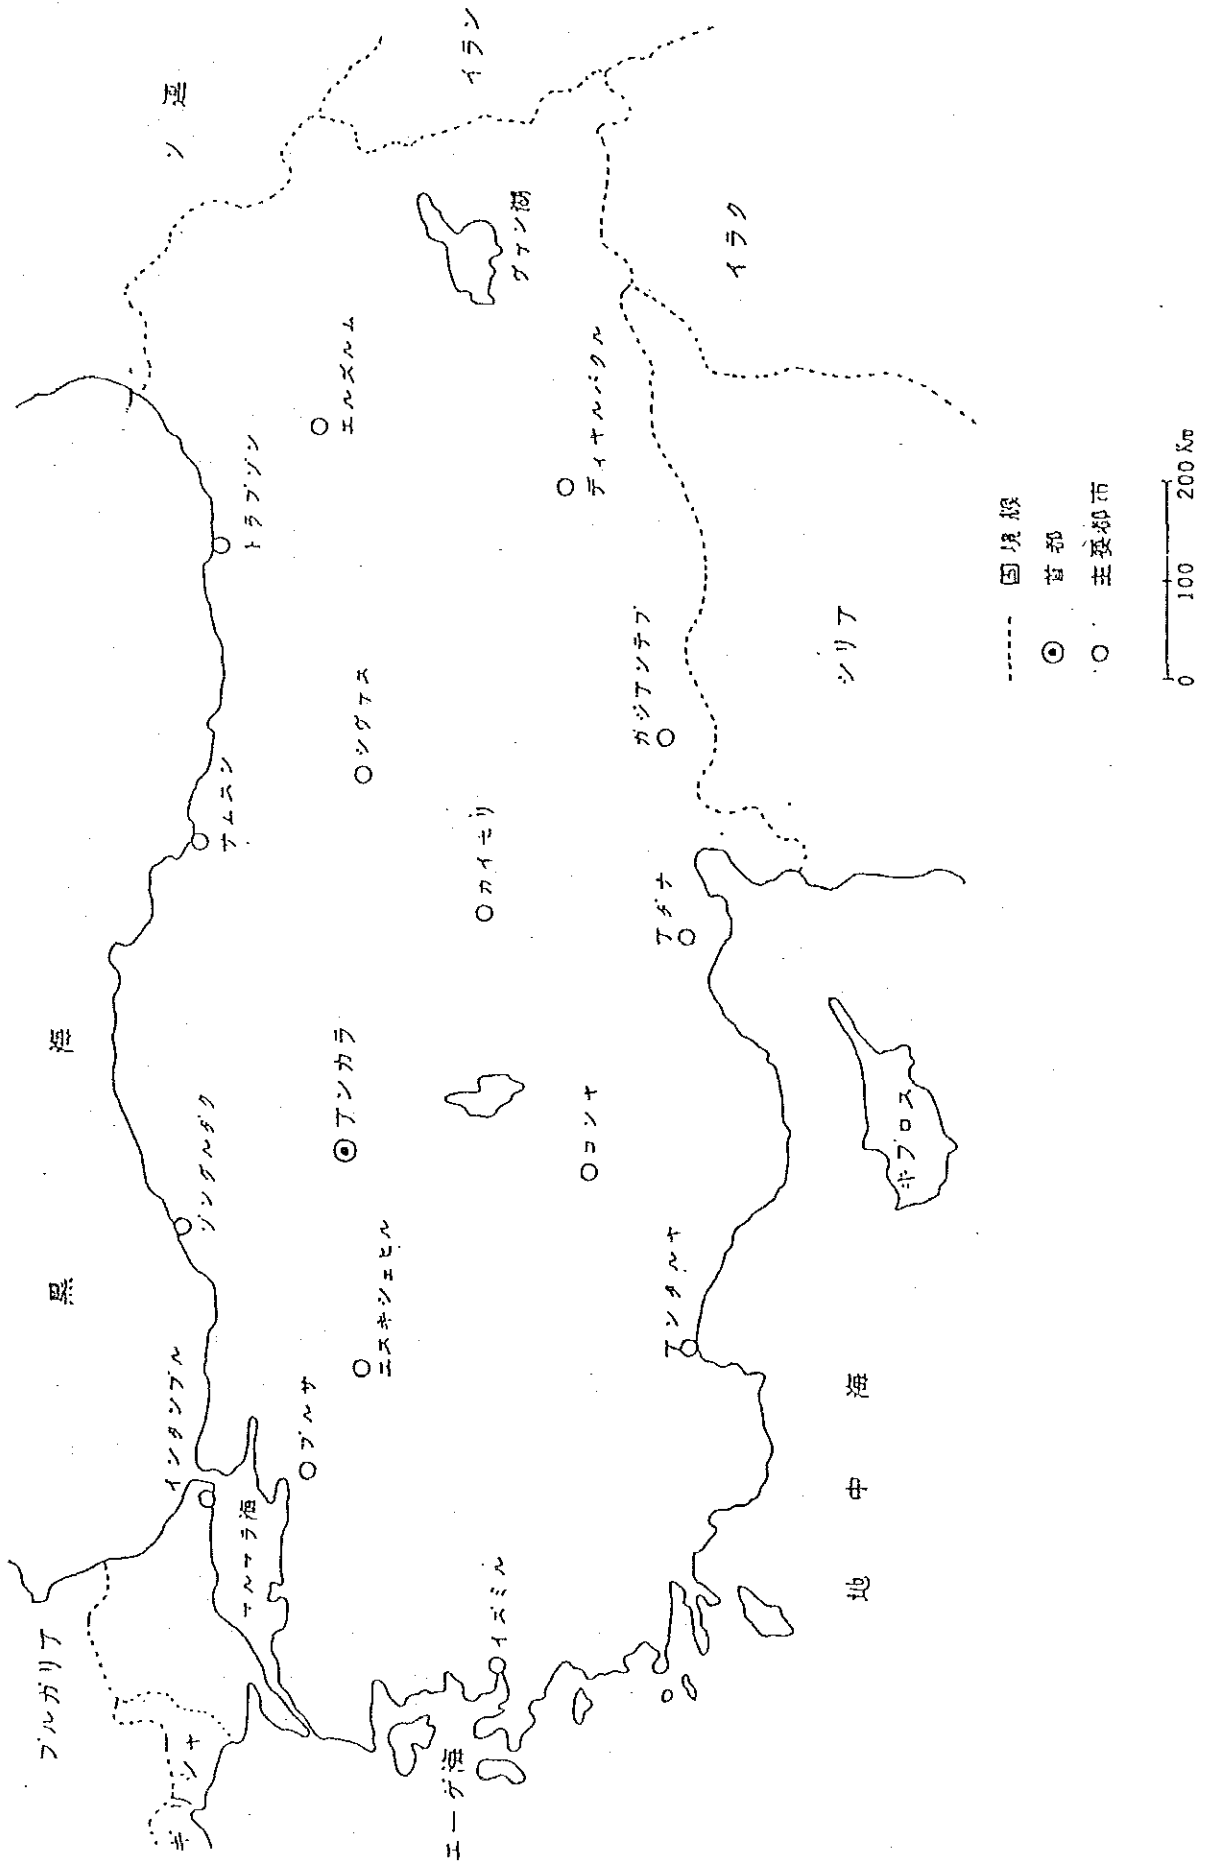 ブルガリア
ギリシャ
黒海
ソ連
イラン
イラク
シリア
キプロス
地中海
エーゲ海
マルマラ海
ヴァン湖
インタンブル
ブルサ
ゾングルダク
エスキシェヒル
アンカラ
サムスン
トラブゾン
エルズルム
シヴァス
カイセリ
コンヤ
イズミル
アンタルヤ
アダナ
ガジアンテプ
ディヤルバクル
国境線
首都
主要都市
0 100 200Km